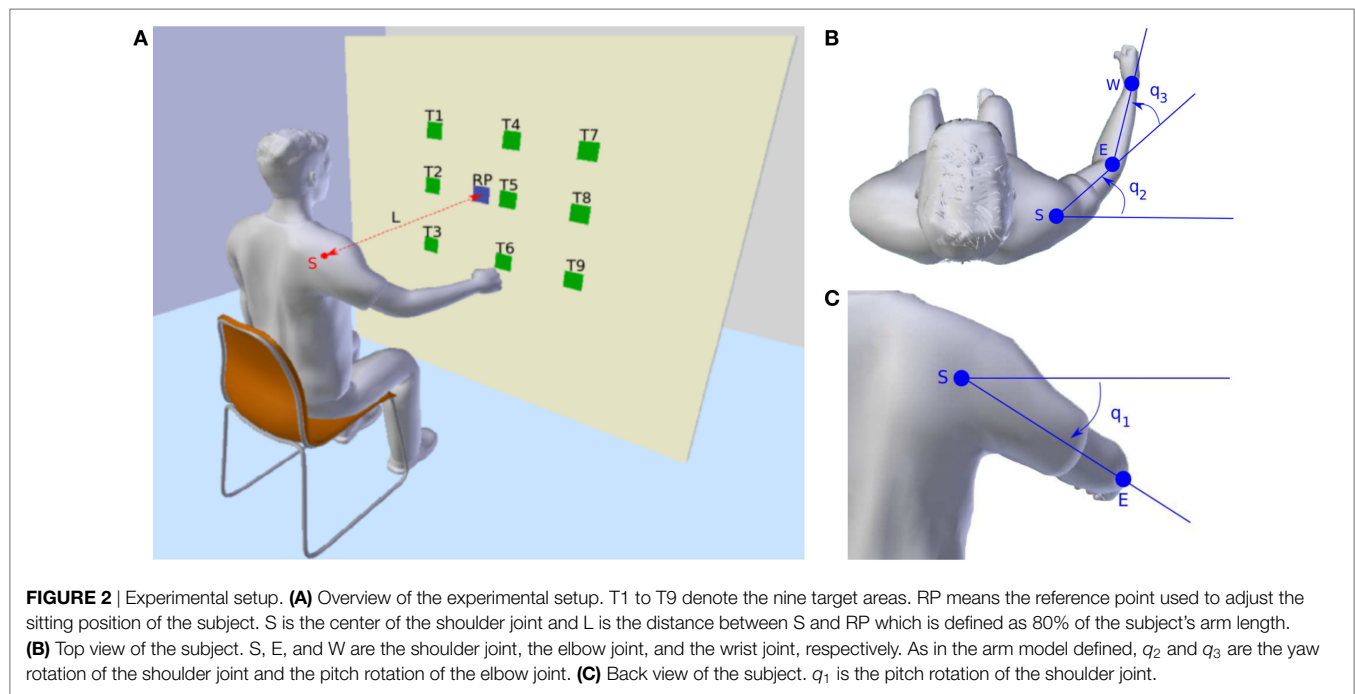 A
T1
T4
T7
T2
RP
T5
T8
L
T3
T6
T9
S
B
W
q3
E
q2
S
C
S
q1
E
FIGURE 2 | Experimental setup. (A) Overview of the experimental setup. T1 to T9 denote the nine target areas. RP means the reference point used to adjust the
sitting position of the subject. S is the center of the shoulder joint and L is the distance between S and RP which is defined as 80% of the subject's arm length.
(B) Top view of the subject. S, E, and W are the shoulder joint, the elbow joint, and the wrist joint, respectively. As in the arm model defined, q2 and q3 are the yaw
rotation of the shoulder joint and the pitch rotation of the elbow joint. (C) Back view of the subject. q1 is the pitch rotation of the shoulder joint.